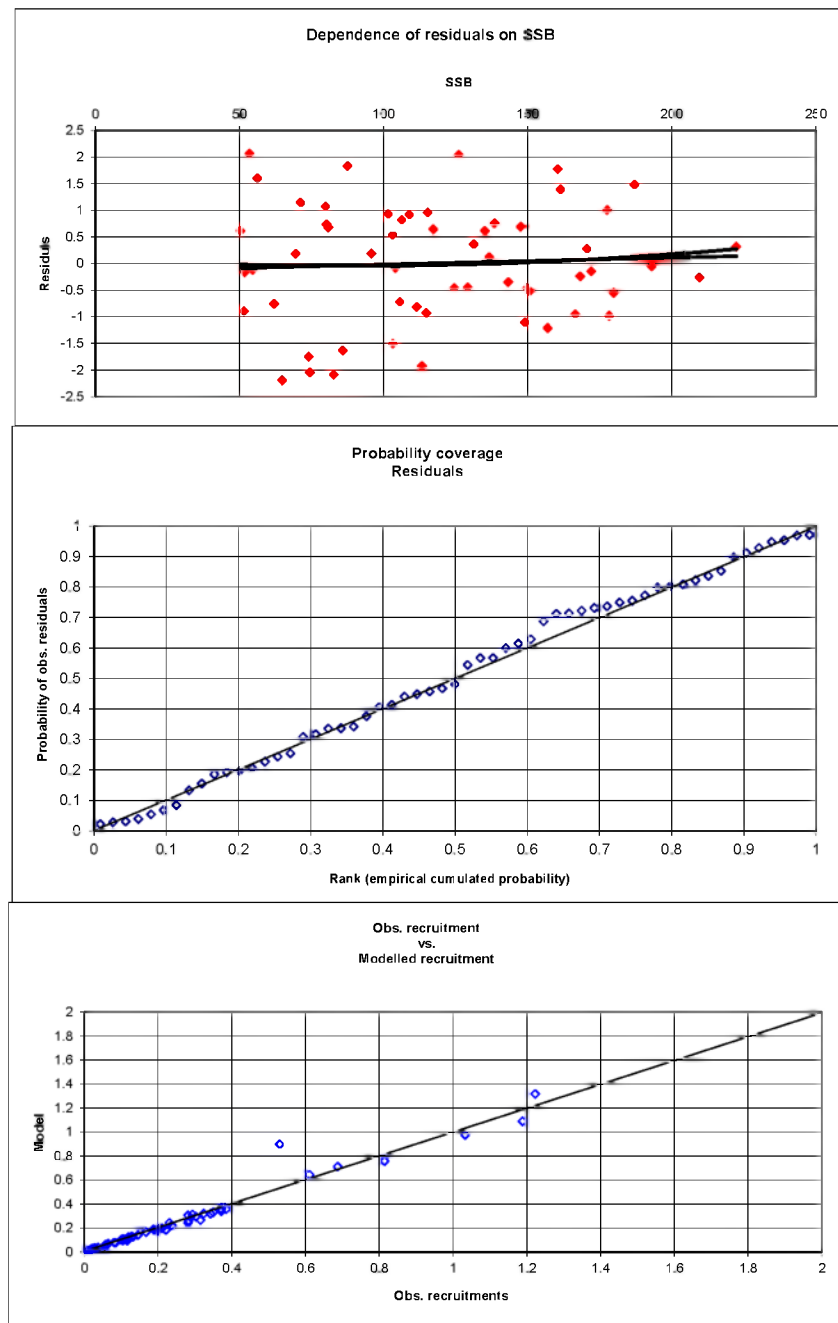 Dependence of residuals on SSB
SSB
0 50 100 150 200 250
2.5
2
1.5
1
0.5
0
-0.5
-1
-1.5
-2
-2.5
Residuals
Probability coverage
Residuals
1
0.9
0.8
0.7
0.6
0.5
0.4
0.3
0.2
0.1
0
Probability of obs. residuals
0 0.1 0.2 0.3 0.4 0.5 0.6 0.7 0.8 0.9 1
Rank (empirical cumulated probability)
Obs. recruitment
vs.
Modelled recruitment
2
1.8
1.6
1.4
1.2
1
0.8
0.6
0.4
0.2
0
Model
0 0.2 0.4 0.6 0.8 1 1.2 1.4 1.6 1.8 2
Obs. recruitments